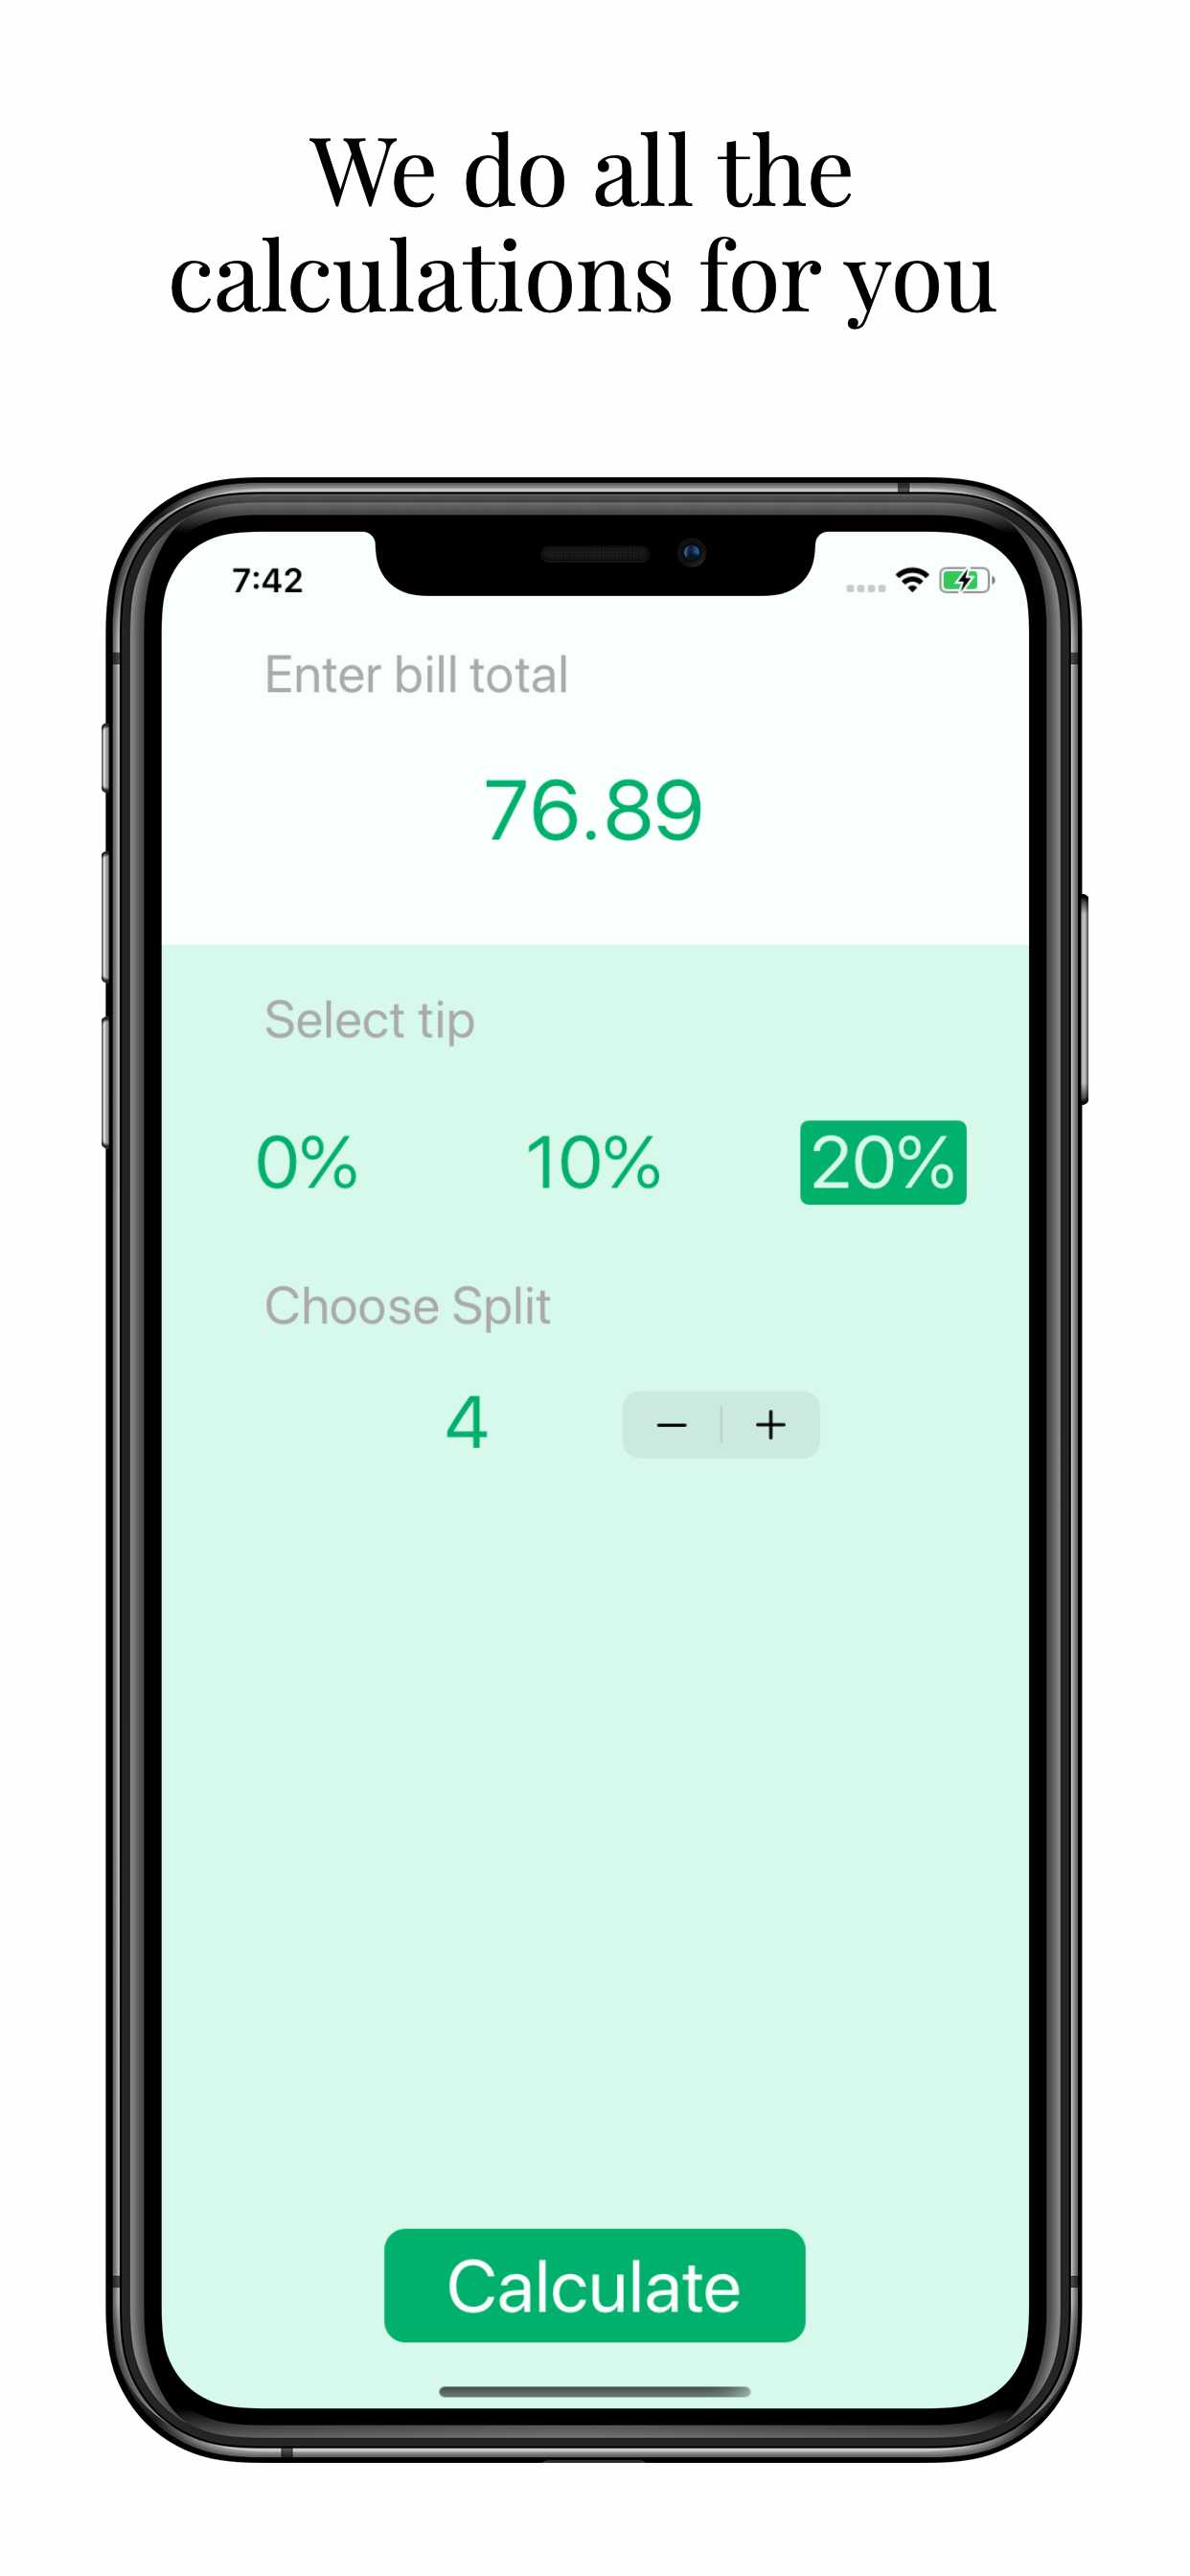 We do all the
calculations for you
7:42
Enter bill total
76.89
Select tip
0% 10% 20%
Choose Split
4 − +
Calculate